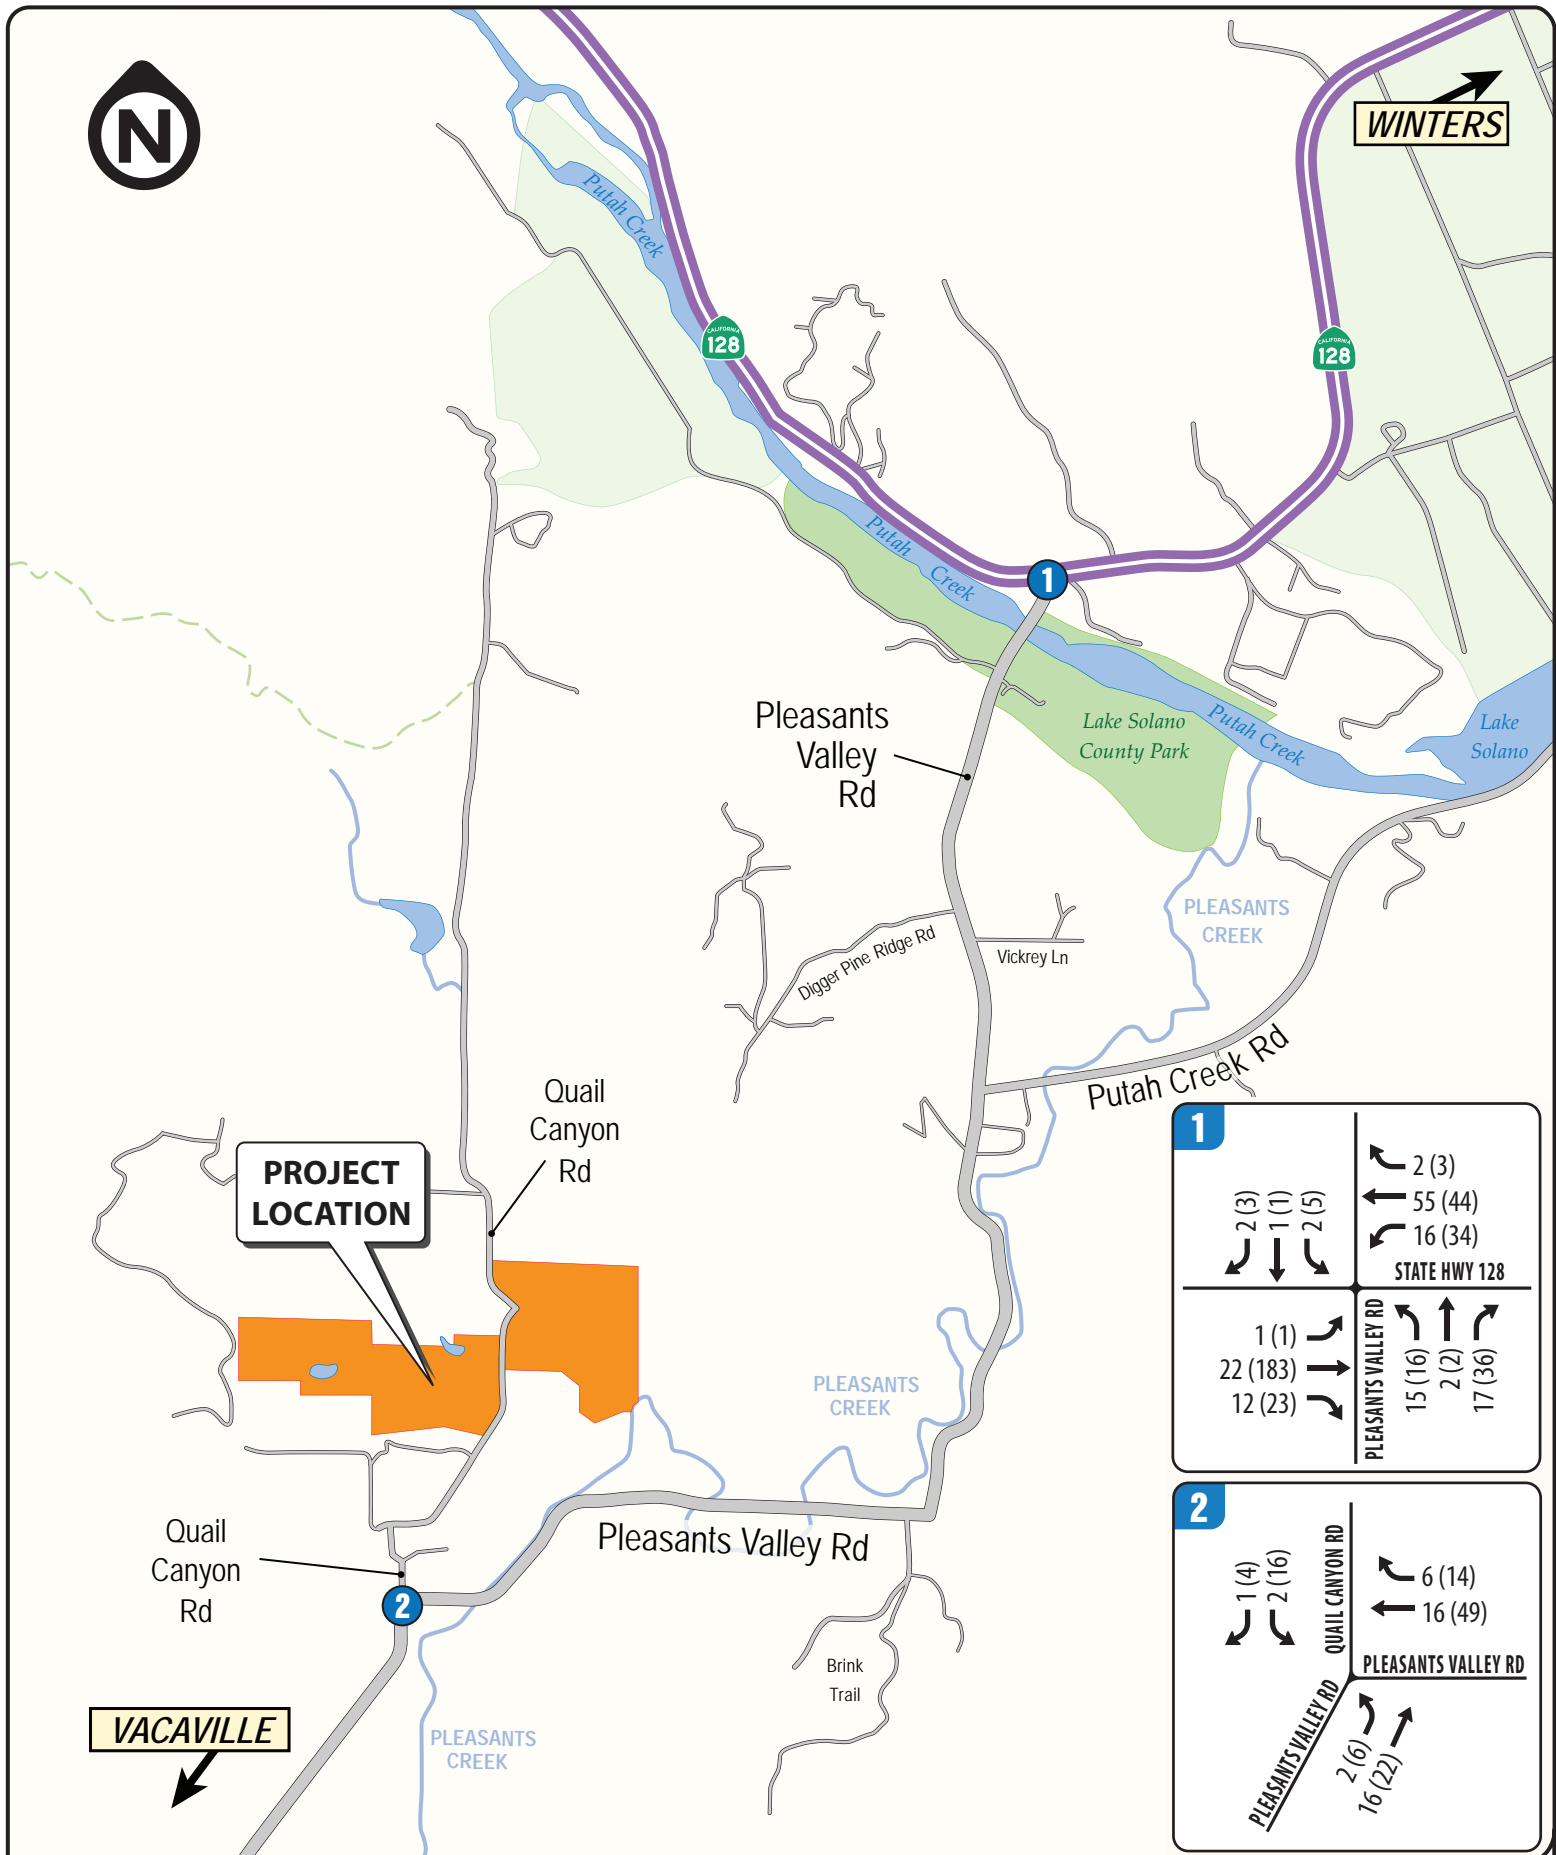 N
WINTERS
Putah Creek
CALIFORNIA
128
CALIFORNIA
128
Putah
Creek
1
Pleasants
Valley
Rd
Lake Solano
County Park
Putah Creek
Lake
Solano
PLEASANTS
CREEK
Digger Pine Ridge Rd
Vickrey Ln
Putah Creek Rd
Quail
Canyon
Rd
PROJECT
LOCATION
PLEASANTS
CREEK
Quail
Canyon
Rd
Pleasants Valley Rd
2
Brink
Trail
VACAVILLE
PLEASANTS
CREEK
1
2 (3)
1 (1)
2 (5)
2 (3)
55 (44)
16 (34)
STATE HWY 128
1 (1)
22 (183)
12 (23)
PLEASANTS VALLEY RD
15 (16)
2 (2)
17 (36)
2
1 (4)
2 (16)
QUAIL CANYON RD
6 (14)
16 (49)
PLEASANTS VALLEY RD
PLEASANTS VALLEY RD
2 (6)
16 (22)